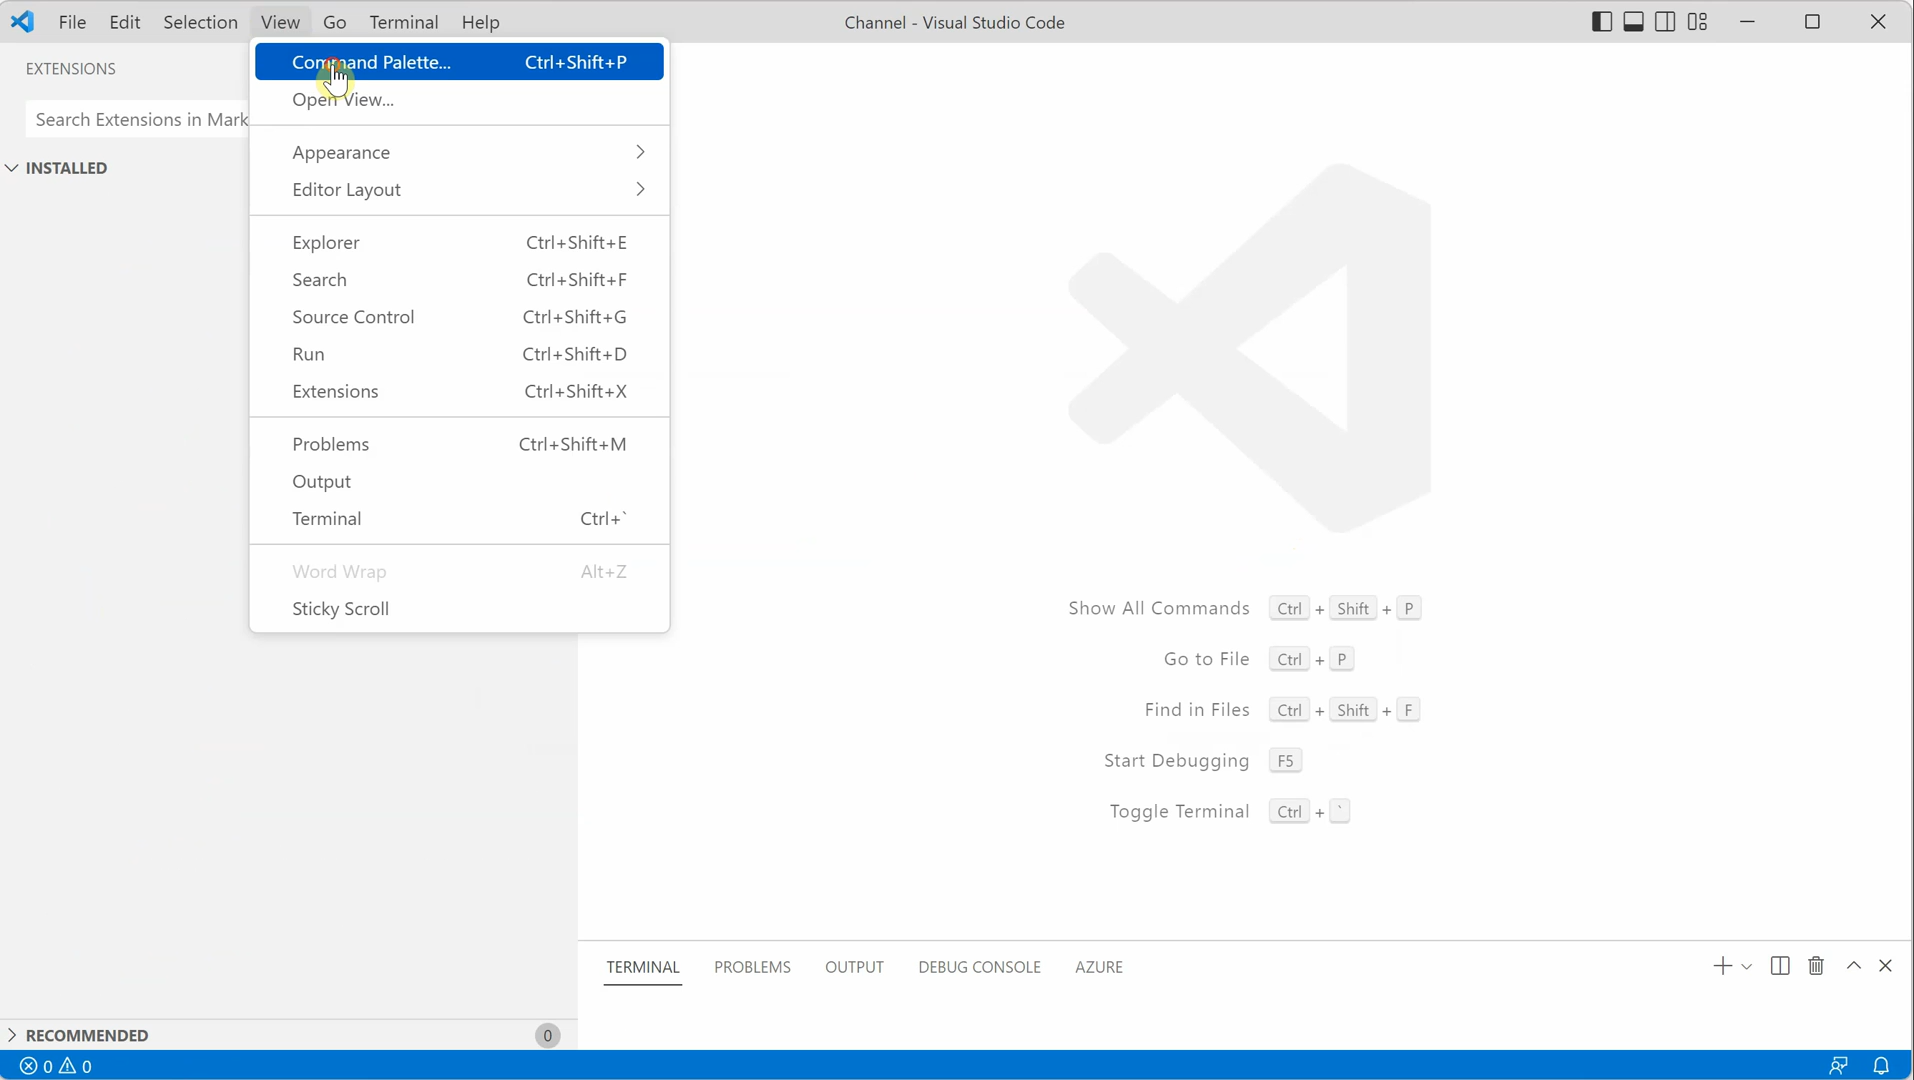 File Edit Selection View Go Terminal Help Channel - Visual Studio Code
EXTENSIONS
Search Extensions in Mark
INSTALLED
Command Palette... Ctrl+Shift+P
Open View...
Appearance
Editor Layout
Explorer Ctrl+Shift+E
Search Ctrl+Shift+F
Source Control Ctrl+Shift+G
Run Ctrl+Shift+D
Extensions Ctrl+Shift+X
Problems Ctrl+Shift+M
Output
Terminal Ctrl+`
Word Wrap Alt+Z
Sticky Scroll
Show All Commands Ctrl + Shift + P
Go to File Ctrl + P
Find in Files Ctrl + Shift + F
Start Debugging F5
Toggle Terminal Ctrl + `
TERMINAL PROBLEMS OUTPUT DEBUG CONSOLE AZURE
RECOMMENDED 0
0 0